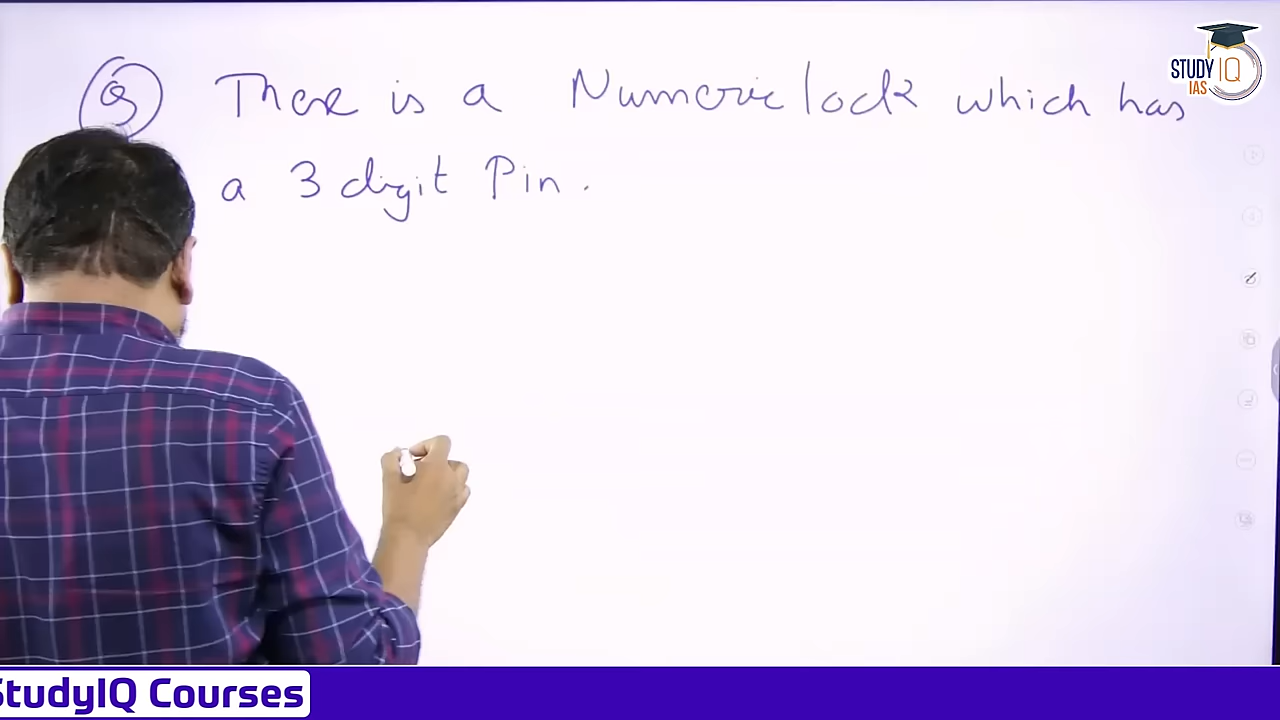 Q There is a Numeric lock which has
a 3 digit Pin.
STUDY IQ
IAS
StudyIQ Courses